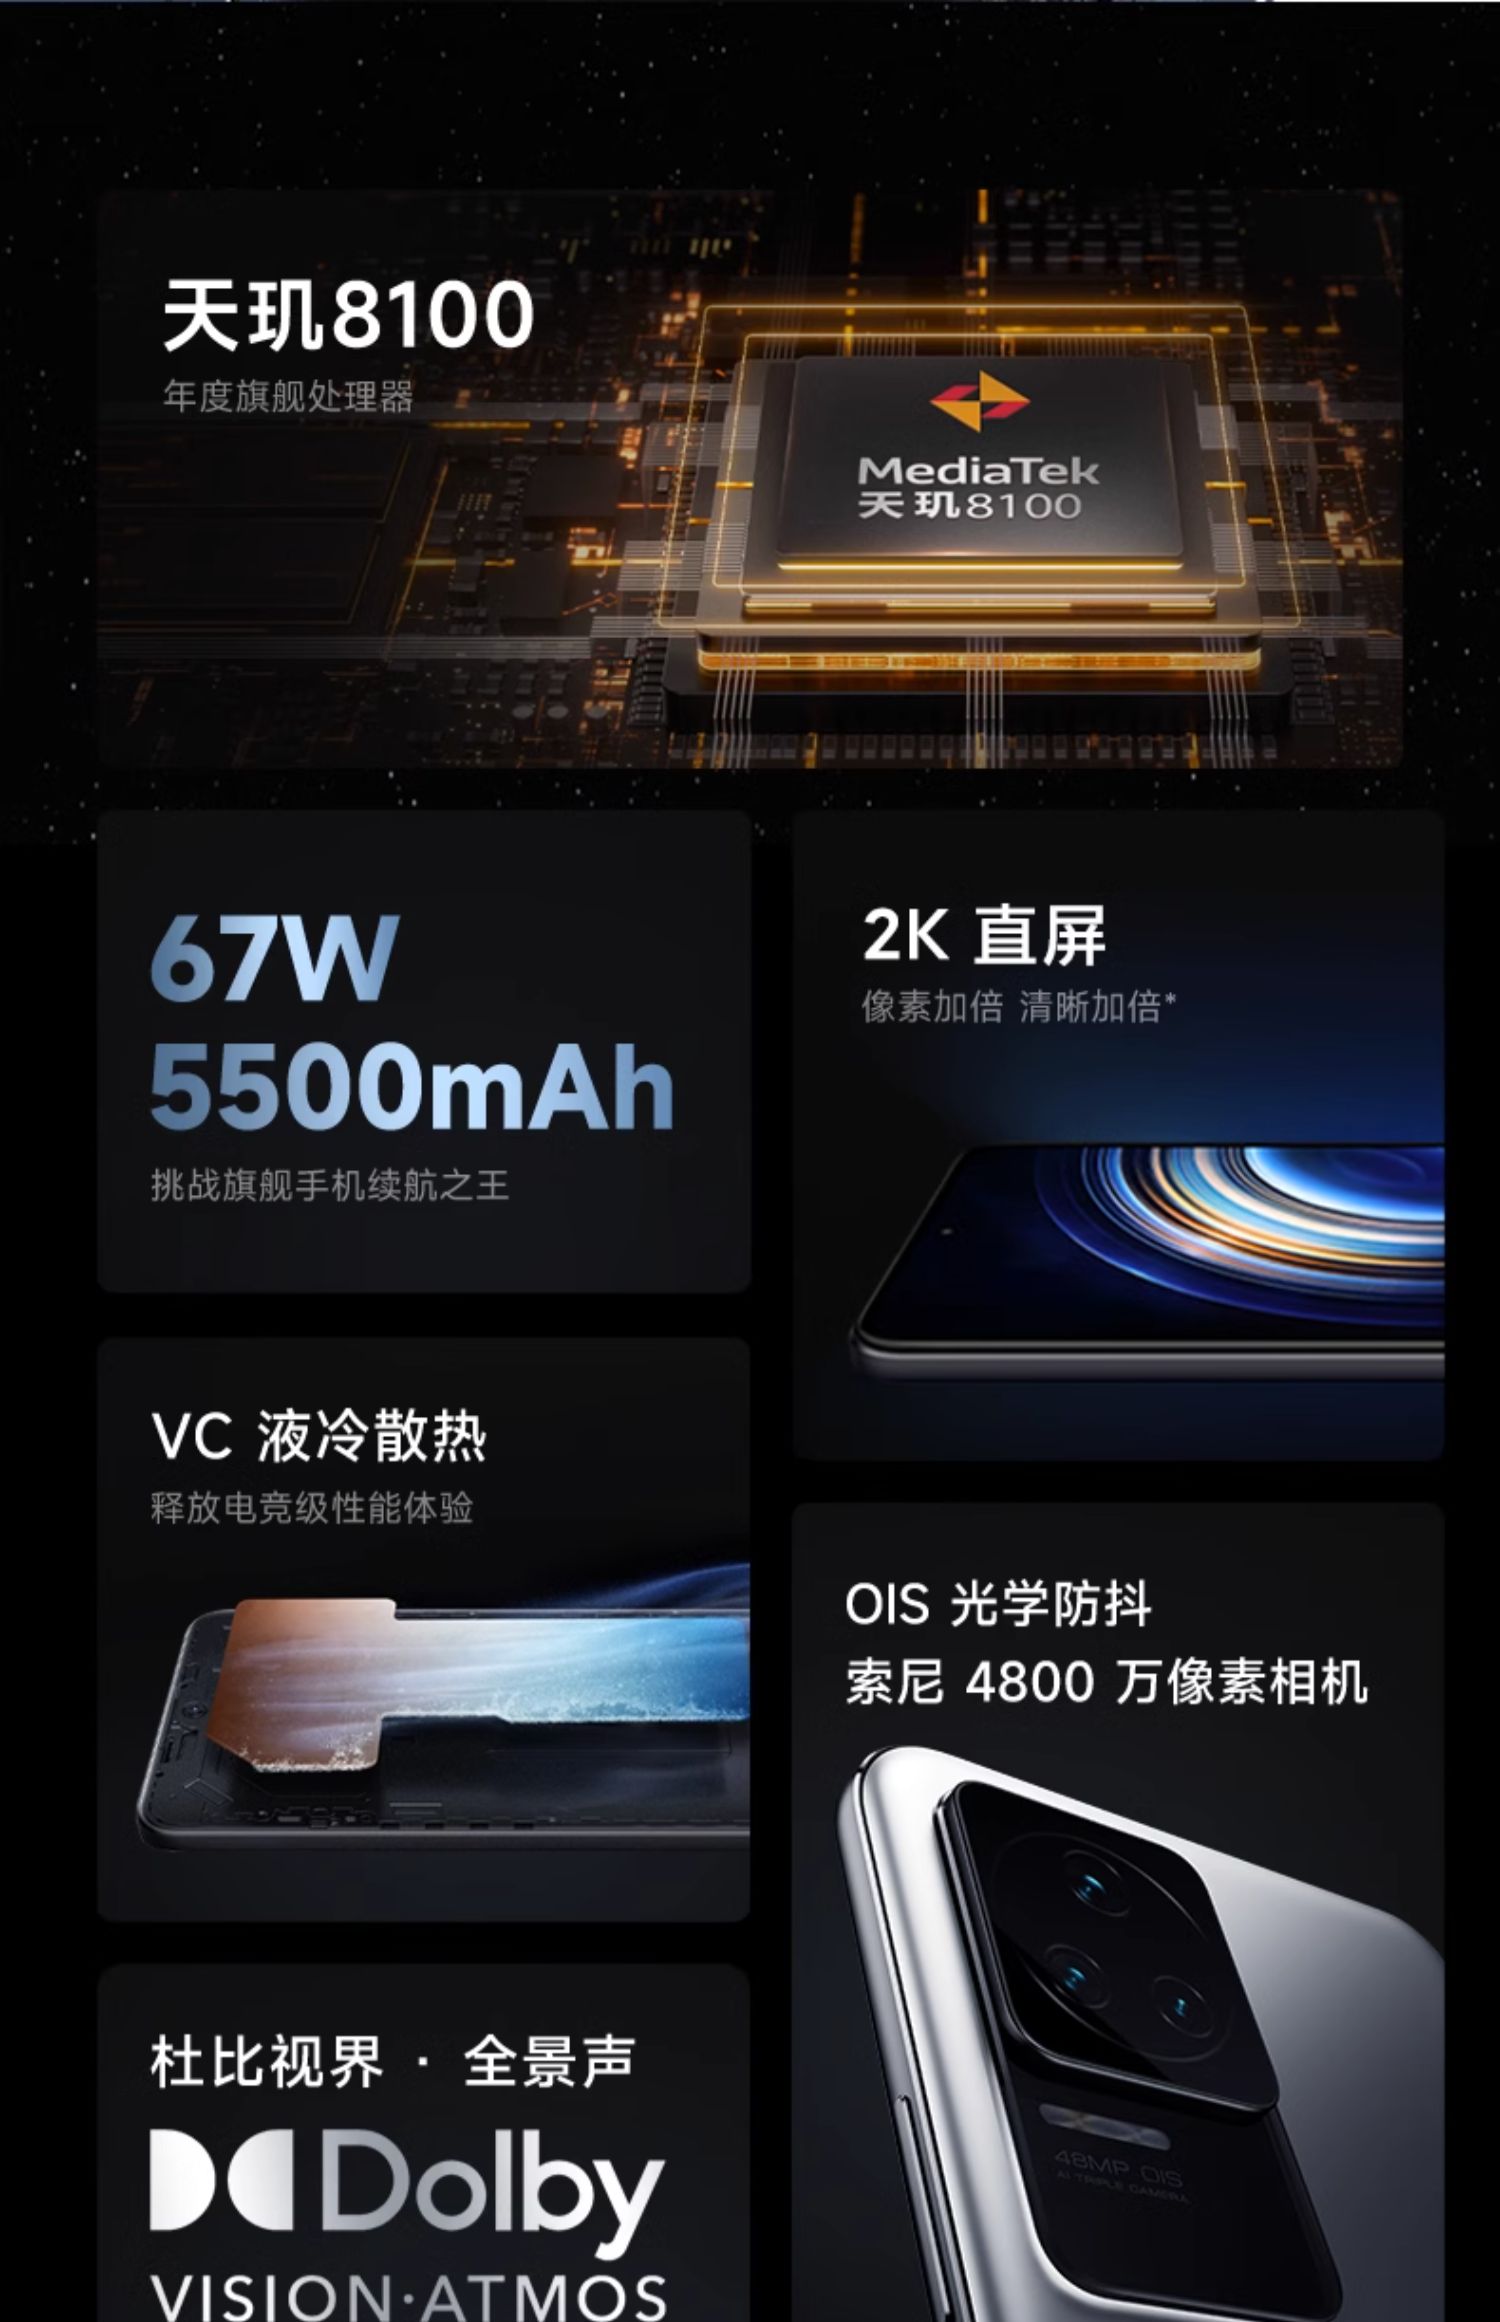 天玑8100
年度旗舰处理器
MediaTek
天玑8100
67W
5500mAh
挑战旗舰手机续航之王
2K 直屏
像素加倍 清晰加倍*
VC 液冷散热
释放电竞级性能体验
OIS 光学防抖
索尼 4800 万像素相机
48MP OIS
AI TRIPLE CAMERA
杜比视界 · 全景声
Dolby
VISION·ATMOS